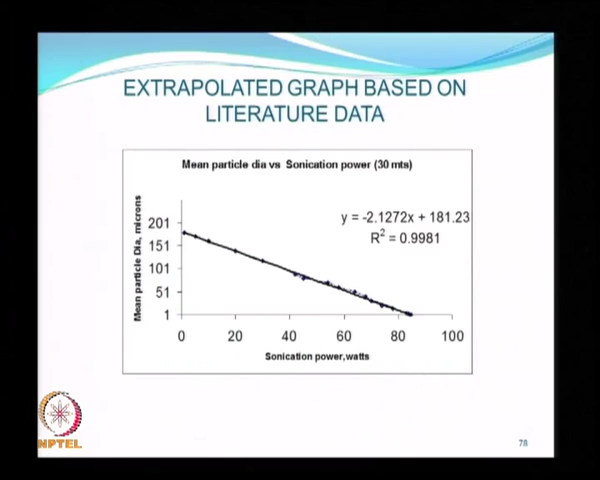 EXTRAPOLATED GRAPH BASED ON
LITERATURE DATA
Mean particle dia vs Sonication power (30 mts)
y = -2.1272x + 181.23
R² = 0.9981
Mean particle Dia, microns
201
151
101
51
1
0 20 40 60 80 100
Sonication power,watts
NPTEL
78